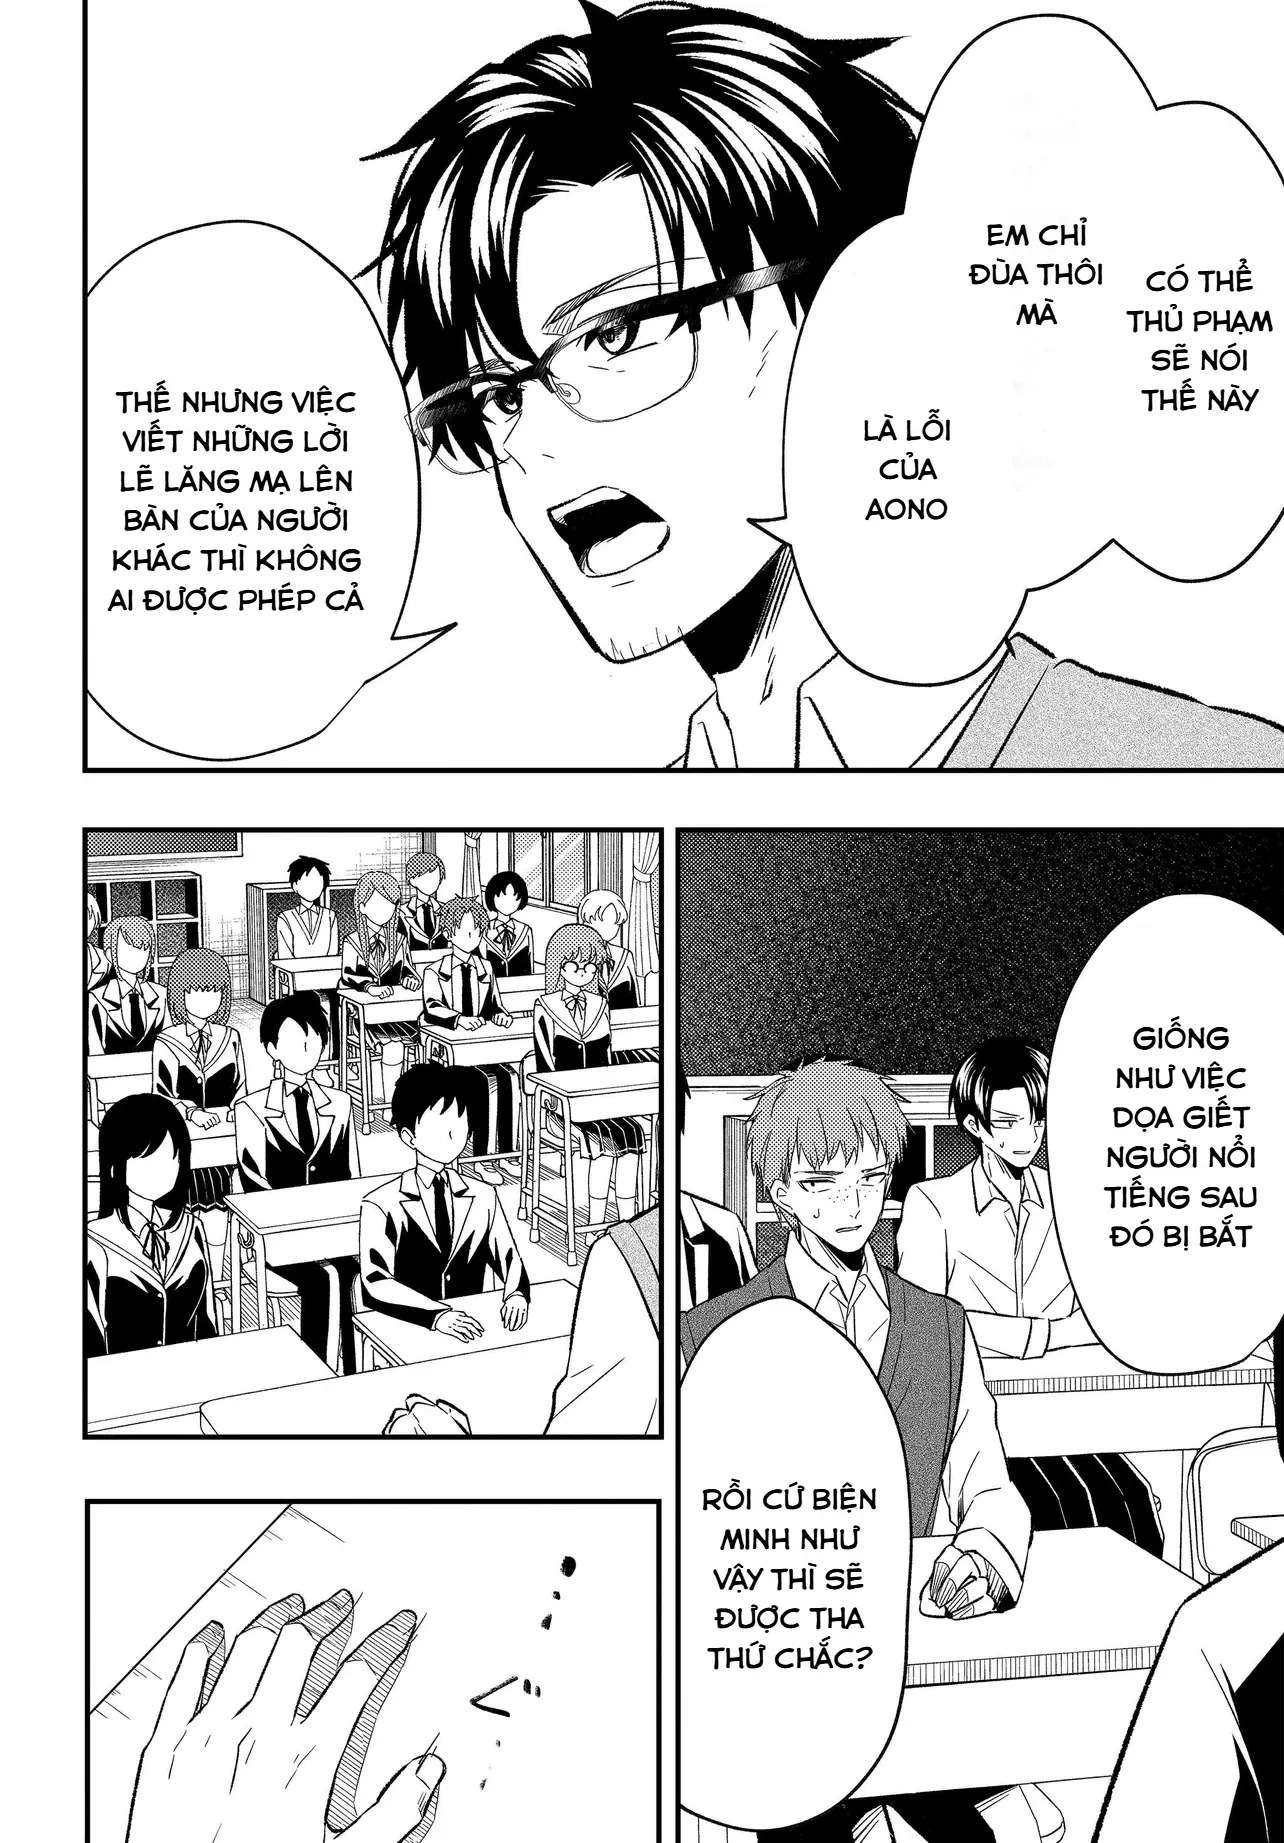 CÓ THỂ
THỦ PHẠM
SẼ NÓI
THẾ NÀY
EM CHỈ
ĐÙA THÔI
MÀ
LÀ LỖI
CỦA
AONO
THẾ NHƯNG VIỆC
VIẾT NHỮNG LỜI
LẼ LĂNG MẠ LÊN
BÀN CỦA NGƯỜI
KHÁC THÌ KHÔNG
AI ĐƯỢC PHÉP CẢ
GIỐNG
NHƯ VIỆC
DỌA GIẾT
NGƯỜI NỔI
TIẾNG SAU
ĐÓ BỊ BẮT
RỒI CỨ BIỆN
MINH NHƯ
VẬY THÌ SẼ
ĐƯỢC THA
THỨ CHẮC?
ぐ…